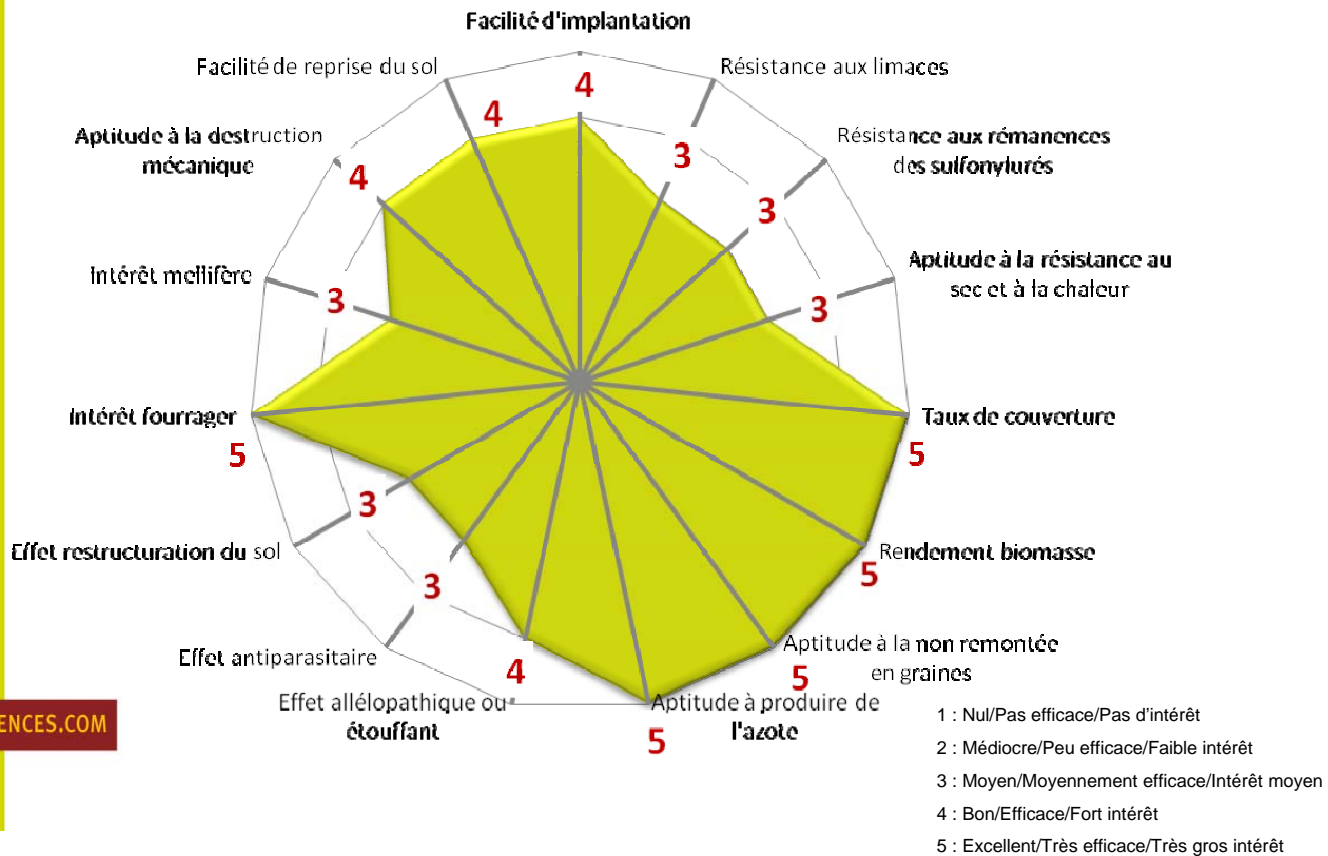 Facilité d'implantation
Facilité de reprise du sol
Résistance aux limaces
4
4
Aptitude à la destruction
mécanique
Résistance aux rémanences
des sulfonylurés
3
4
3
Intérêt mellifère
Aptitude à la résistance au
sec et à la chaleur
3
3
Intérêt fourrager
Taux de couverture
5
5
Effet restructuration du sol
3
Rendement biomasse
5
3
Effet antiparasitaire
Aptitude à la non remontée
en graines
4
5
Effet allélopathique ou
étouffant
Aptitude à produire de
l'azote
5
ENCES.COM
1 : Nul/Pas efficace/Pas d'intérêt
2 : Médiocre/Peu efficace/Faible intérêt
3 : Moyen/Moyennement efficace/Intérêt moyen
4 : Bon/Efficace/Fort intérêt
5 : Excellent/Très efficace/Très gros intérêt